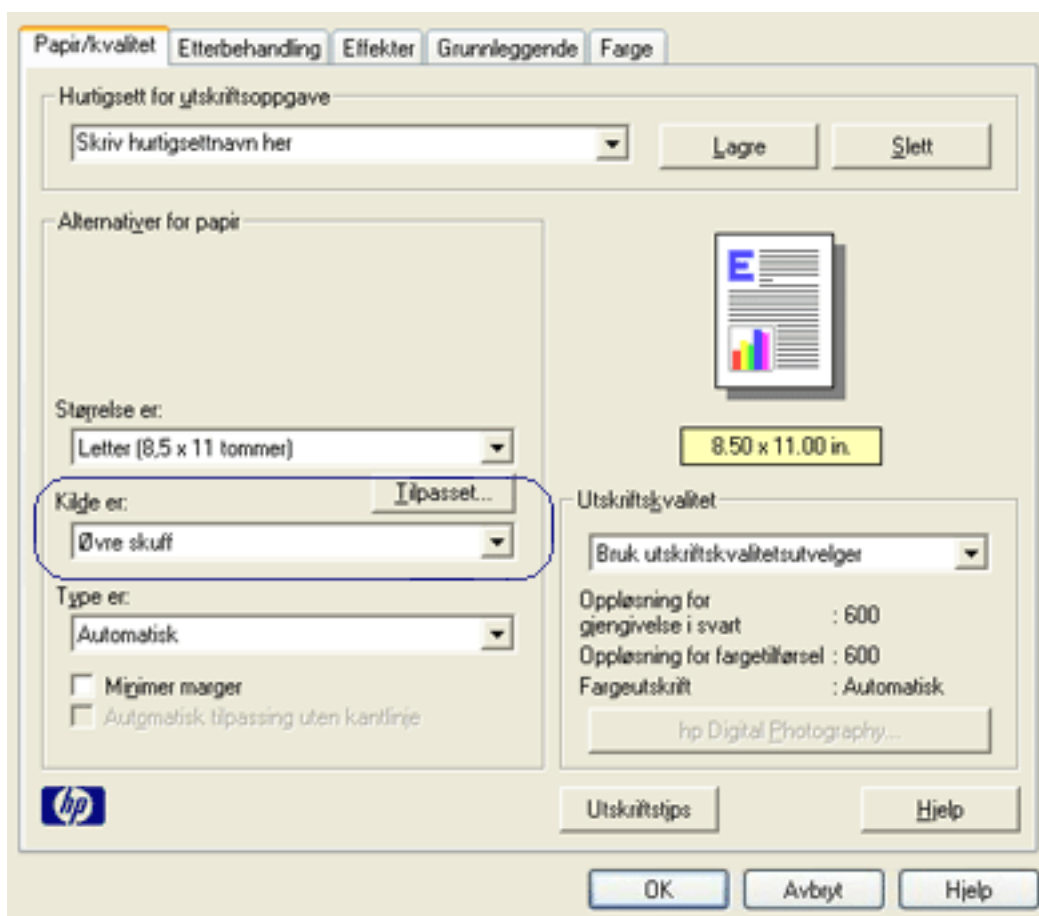 Papir/kvalitet Etterbehandling Effekter Grunnleggende Farge
Hurtigsett for utskriftsoppgave
Skriv hurtigsettnavn her
Lagre Slett
Alternativer for papir
E
Størrelse er:
Letter (8,5 x 11 tommer)
8.50 x 11.00 in.
Tilpasset...
Kilde er:
Øvre skuff
Utskriftskvalitet
Bruk utskriftskvalitetsutvelger
Type er:
Automatisk
Oppløsning for
gjengivelse i svart : 600
Oppløsning for fargetilførsel : 600
Fargeutskrift : Automatisk
Minimer marger
Automatisk tilpassing uten kantlinje
hp Digital Photography...
hp
Utskriftstips Hjelp
OK Avbryt Hjelp